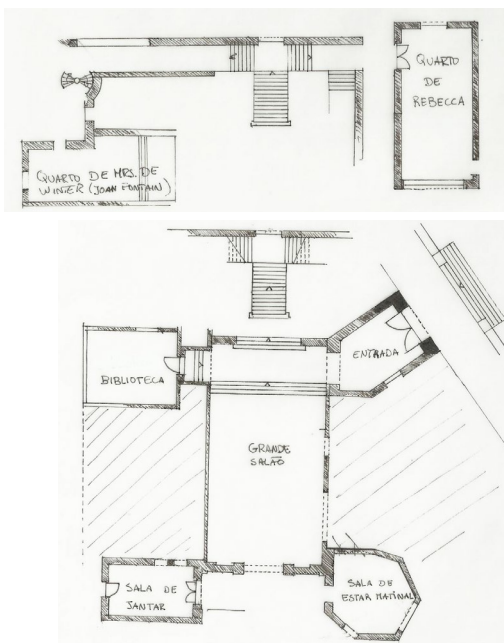 QUARTO
DE
REBECCA
QUARTO DE MRS. DE
WINTER (JOAN FONTAIN)
ENTRADA
BIBLIOTECA
GRANDE
SALÃO
SALA DE
JANTAR
SALA DE
ESTAR MATINAL